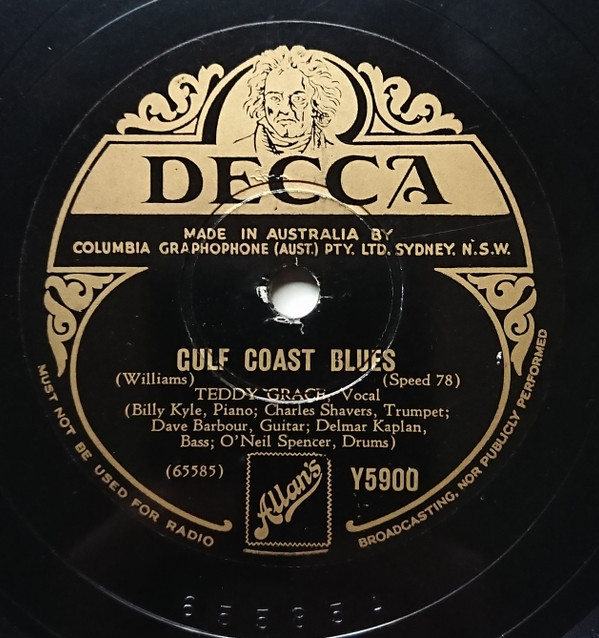 DECCA
MADE IN AUSTRALIA BY
COLUMBIA GRAPHOPHONE (AUST.) PTY. LTD. SYDNEY. N.S.W.
GULF COAST BLUES
(Williams) (Speed 78)
TEDDY GRACE, Vocal
(Billy Kyle, Piano; Charles Shavers, Trumpet;
Dave Barbour, Guitar; Delmar Kaplan,
Bass; O'Neil Spencer, Drums)
(65585) Allan's Y5900
MUST NOT BE USED FOR RADIO BROADCASTING, NOR PUBLICLY PERFORMED